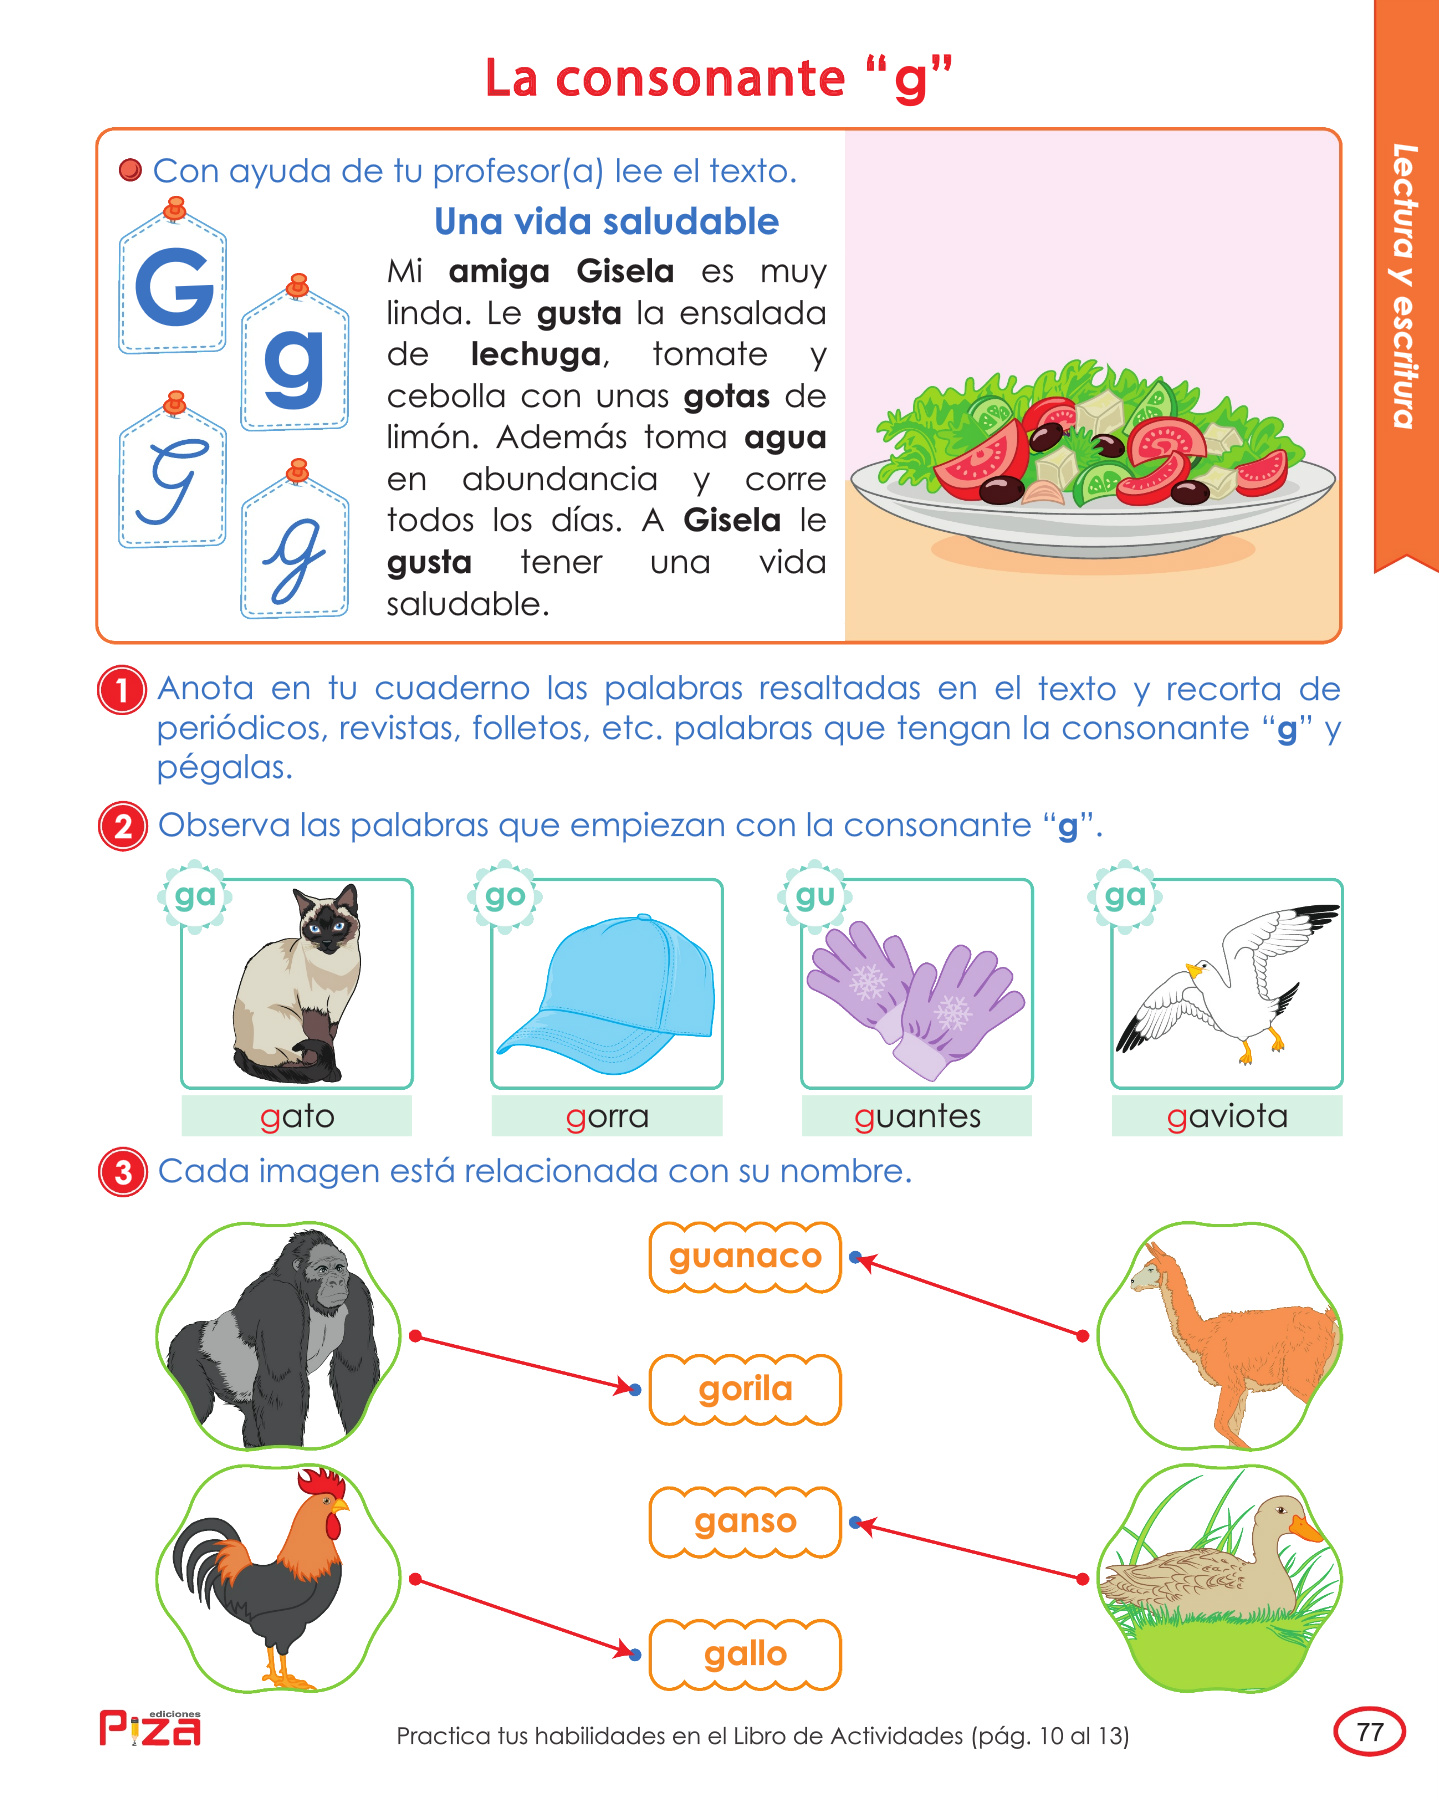 La consonante “g”
Lectura y escritura
Con ayuda de tu profesor(a) lee el texto.
G
g
G
g
Una vida saludable
Mi amiga Gisela es muy
linda. Le gusta la ensalada
de lechuga, tomate y
cebolla con unas gotas de
limón. Además toma agua
en abundancia y corre
todos los días. A Gisela le
gusta tener una vida
saludable.
1 Anota en tu cuaderno las palabras resaltadas en el texto y recorta de
periódicos, revistas, folletos, etc. palabras que tengan la consonante “g” y
pégalas.
2 Observa las palabras que empiezan con la consonante “g”.
ga go gu ga
gato gorra guantes gaviota
3 Cada imagen está relacionada con su nombre.
guanaco
gorila
ganso
gallo
ediciones
PiZA
Practica tus habilidades en el Libro de Actividades (pág. 10 al 13)
77